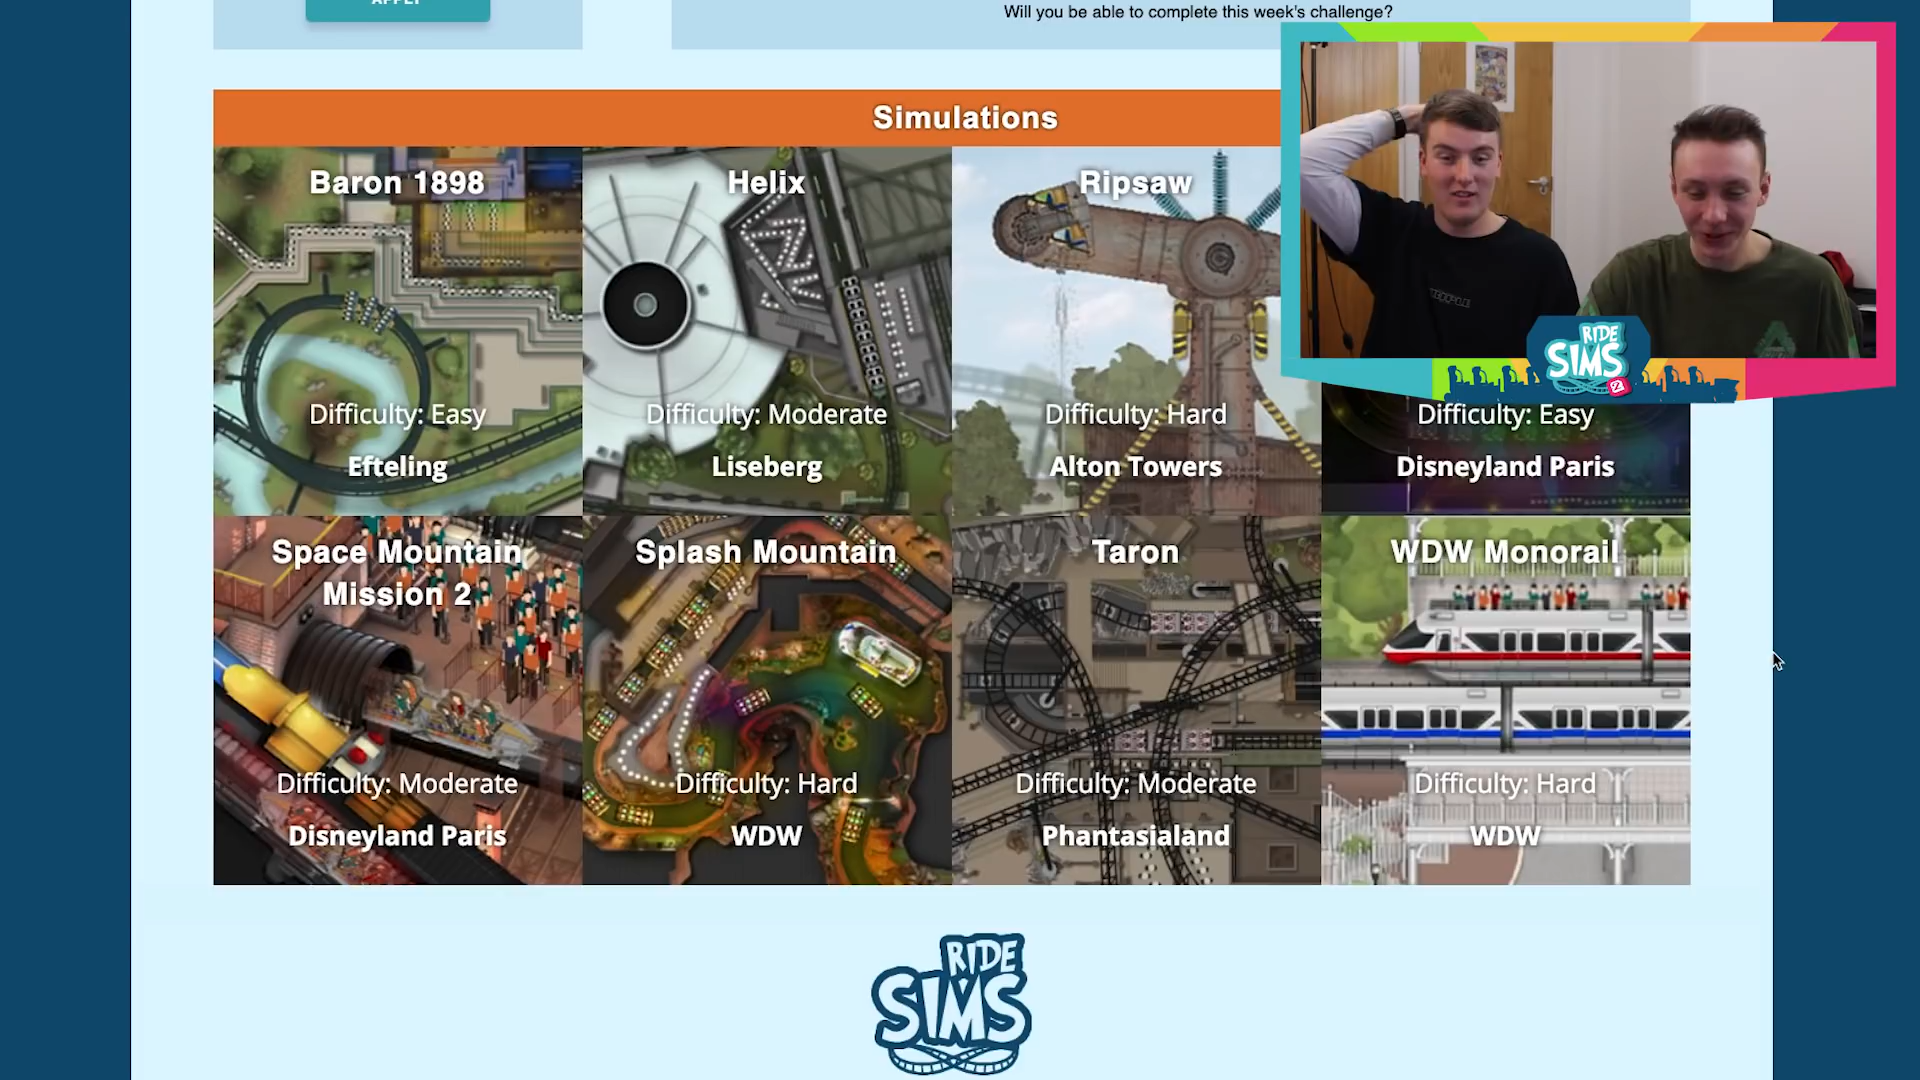 APPLY
Will you be able to complete this week's challenge?
Simulations
Baron 1898
Helix
Ripsaw
Difficulty: Easy
Difficulty: Moderate
Difficulty: Hard
Difficulty: Easy
Efteling
Liseberg
Alton Towers
Disneyland Paris
RIDE
SIMS
2
Space Mountain
Mission 2
Splash Mountain
Taron
WDW Monorail
Difficulty: Moderate
Difficulty: Hard
Difficulty: Moderate
Difficulty: Hard
Disneyland Paris
WDW
Phantasialand
WDW
RIDE
SIMS